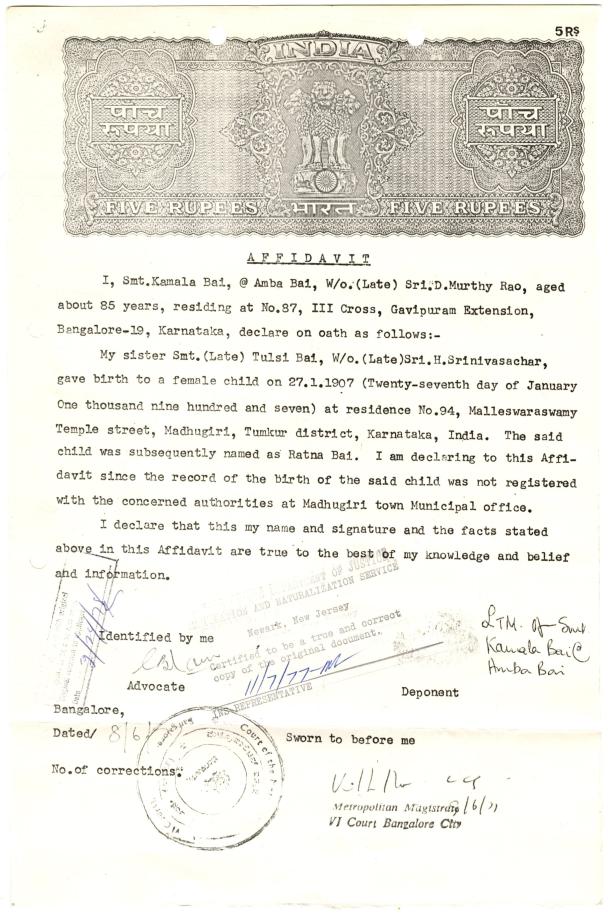 5 RS
INDIA
पाँच
रूपया
पाँच
रूपया
FIVE RUPEES
भारत
FIVE RUPEES
AFFIDAVIT
I, Smt.Kamala Bai, @ Amba Bai, W/o.(Late) Sri.D.Murthy Rao, aged
about 85 years, residing at No.87, III Cross, Gavipuram Extension,
Bangalore-19, Karnataka, declare on oath as follows:-
My sister Smt.(Late) Tulsi Bai, W/o.(Late)Sri.H.Srinivasachar,
gave birth to a female child on 27.1.1907 (Twenty-seventh day of January
One thousand nine hundred and seven) at residence No.94, Malleswaraswamy
Temple street, Madhugiri, Tumkur district, Karnataka, India. The said
child was subsequently named as Ratna Bai. I am declaring to this Affi-
davit since the record of the birth of the said child was not registered
with the concerned authorities at Madhugiri town Municipal office.
I declare that this my name and signature and the facts stated
above in this Affidavit are true to the best of my knowledge and belief
and information.
DEPARTMENT OF JUSTICE
AND NATURALIZATION SERVICE
Newark, New Jersey
Certified to be a true and correct
copy of the original document.
11/7/77
INS REPRESENTATIVE
Identified by me
Advocate
LTM. of Smt
Kamala Bai @
Amba Bai
Deponent
Bangalore,
Dated/ 8/6/
No.of corrections:
Court of the
Sworn to before me
Metropolitan Magistrate
VI Court Bangalore City